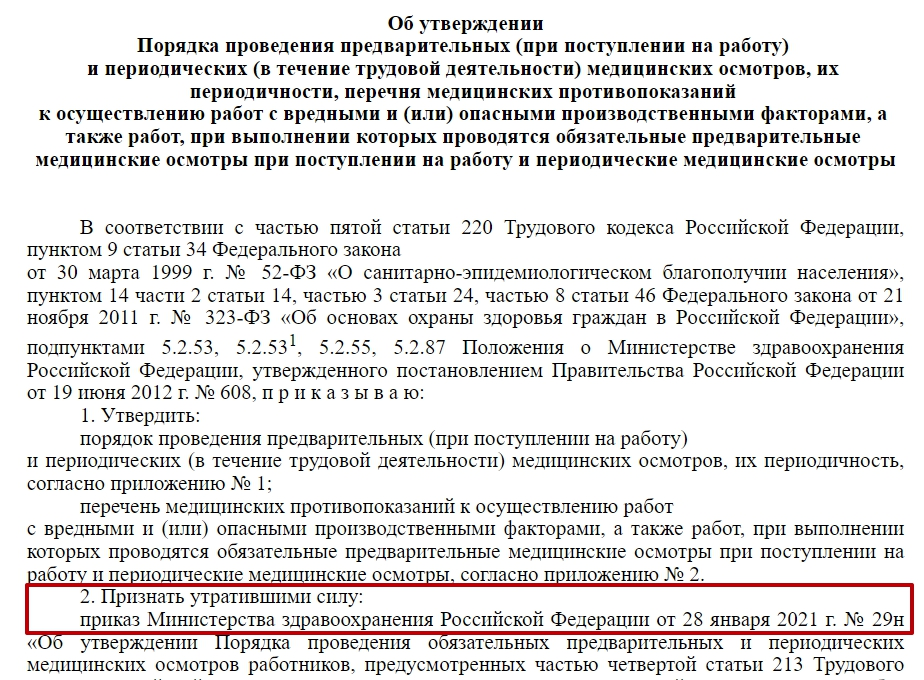 Об утверждении
Порядка проведения предварительных (при поступлении на работу)
и периодических (в течение трудовой деятельности) медицинских осмотров, их
периодичности, перечня медицинских противопоказаний
к осуществлению работ с вредными и (или) опасными производственными факторами, а
также работ, при выполнении которых проводятся обязательные предварительные
медицинские осмотры при поступлении на работу и периодические медицинские осмотры
В соответствии с частью пятой статьи 220 Трудового кодекса Российской Федерации,
пунктом 9 статьи 34 Федерального закона
от 30 марта 1999 г. № 52-ФЗ «О санитарно-эпидемиологическом благополучии населения»,
пунктом 14 части 2 статьи 14, частью 3 статьи 24, частью 8 статьи 46 Федерального закона от 21
ноября 2011 г. № 323-ФЗ «Об основах охраны здоровья граждан в Российской Федерации»,
подпунктами 5.2.53, 5.2.53¹, 5.2.55, 5.2.87 Положения о Министерстве здравоохранения
Российской Федерации, утвержденного постановлением Правительства Российской Федерации
от 19 июня 2012 г. № 608, п р и к а з ы в а ю:
1. Утвердить:
порядок проведения предварительных (при поступлении на работу)
и периодических (в течение трудовой деятельности) медицинских осмотров, их периодичность,
согласно приложению № 1;
перечень медицинских противопоказаний к осуществлению работ
с вредными и (или) опасными производственными факторами, а также работ, при выполнении
которых проводятся обязательные предварительные медицинские осмотры при поступлении на
работу и периодические медицинские осмотры, согласно приложению № 2.
2. Признать утратившими силу:
приказ Министерства здравоохранения Российской Федерации от 28 января 2021 г. № 29н
«Об утверждении Порядка проведения обязательных предварительных и периодических
медицинских осмотров работников, предусмотренных частью четвертой статьи 213 Трудового